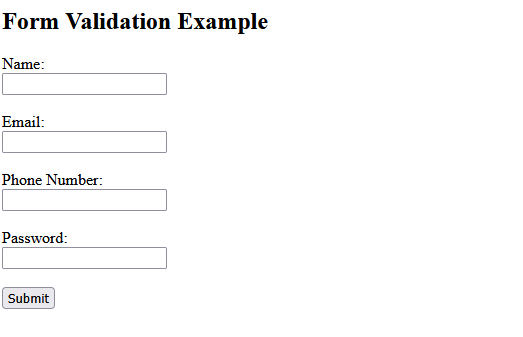 Form Validation Example
Name:
Email:
Phone Number:
Password:
Submit